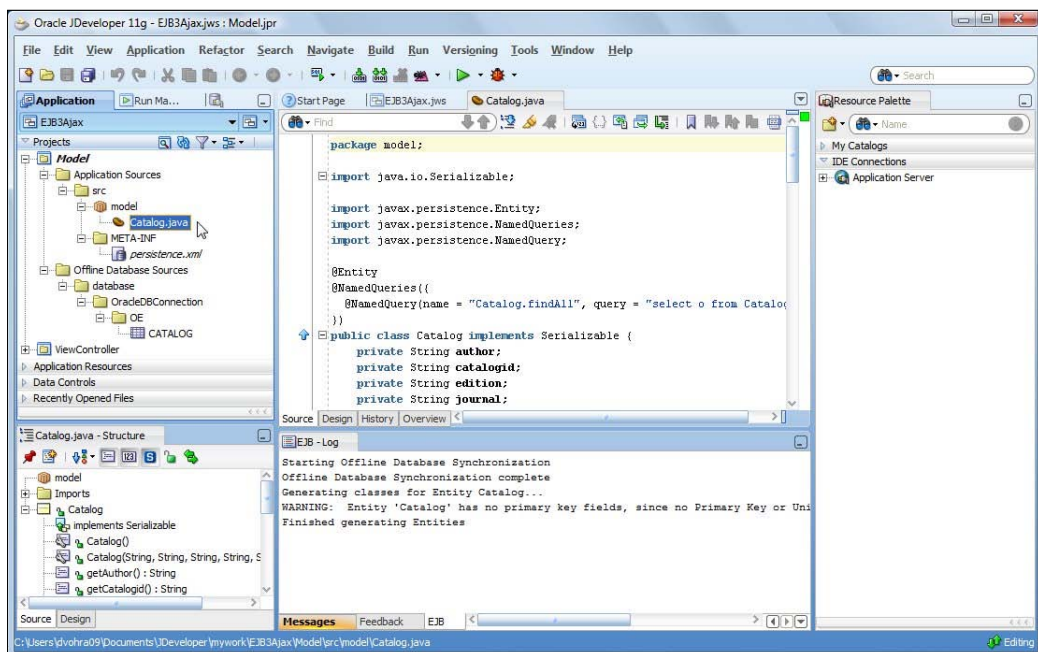 Oracle JDeveloper 11g - EJB3Ajax.jws : Model.jpr
File Edit View Application Refactor Search Navigate Build Run Versioning Tools Window Help
Search
Application
Run Ma...
EJB3Ajax
Projects
Model
Application Sources
src
model
Catalog.java
META-INF
persistence.xml
Offline Database Sources
database
OracleDBConnection
OE
CATALOG
ViewController
Application Resources
Data Controls
Recently Opened Files
Start Page
EJB3Ajax.jws
Catalog.java
Find
package model;
import java.io.Serializable;
import javax.persistence.Entity;
import javax.persistence.NamedQueries;
import javax.persistence.NamedQuery;
@Entity
@NamedQueries({
@NamedQuery(name = "Catalog.findAll", query = "select o from Catalo
})
public class Catalog implements Serializable {
private String author;
private String catalogid;
private String edition;
private String journal;
Source Design History Overview
Resource Palette
Name
My Catalogs
IDE Connections
Application Server
Catalog.java - Structure
model
Imports
Catalog
implements Serializable
Catalog()
Catalog(String, String, String, String, S
getAuthor() : String
getCatalogid() : String
Source Design
EJB - Log
Starting Offline Database Synchronization
Offline Database Synchronization complete
Generating classes for Entity Catalog...
WARNING: Entity 'Catalog' has no primary key fields, since no Primary Key or Uni
Finished generating Entities
Messages Feedback EJB
C:\Users\dvohra09\Documents\JDeveloper\mywork\EJB3Ajax\Model\src\model\Catalog.java
Editing